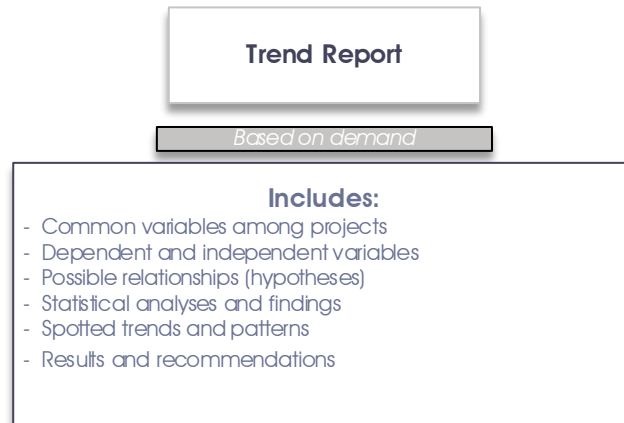 Trend Report
Based on demand
Includes:
- Common variables among projects
- Dependent and independent variables
- Possible relationships (hypotheses)
- Statistical analyses and findings
- Spotted trends and patterns
- Results and recommendations